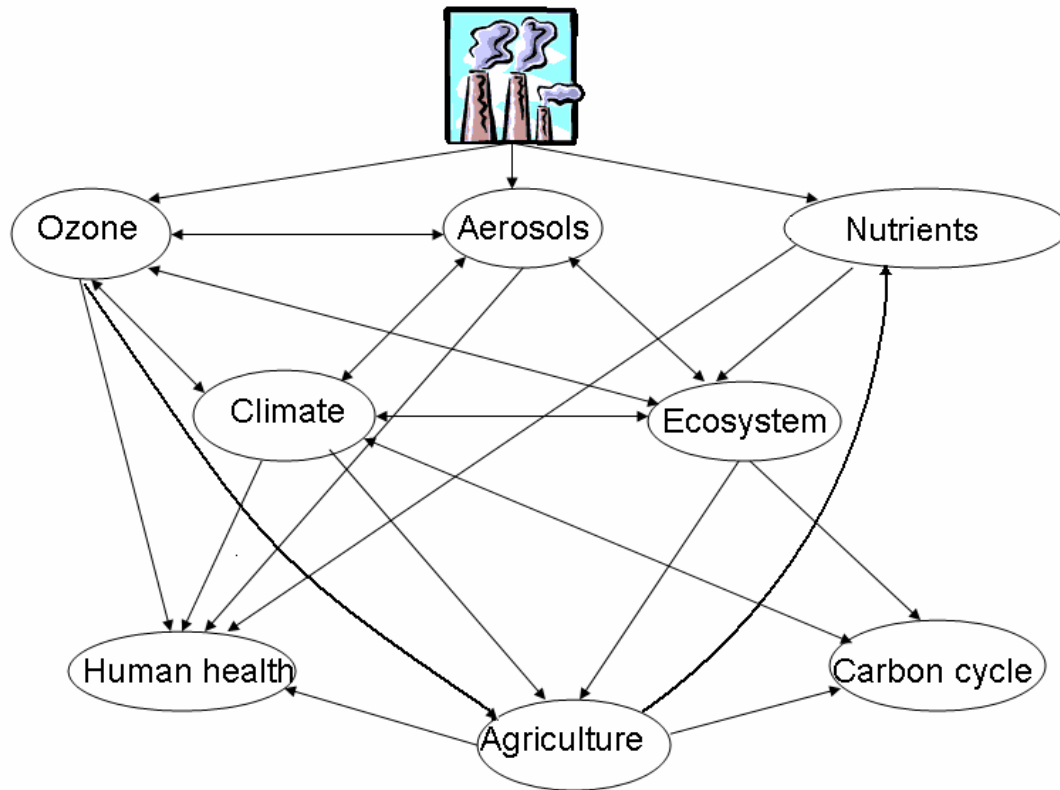 Ozone
Aerosols
Nutrients
Climate
Ecosystem
Human health
Carbon cycle
Agriculture